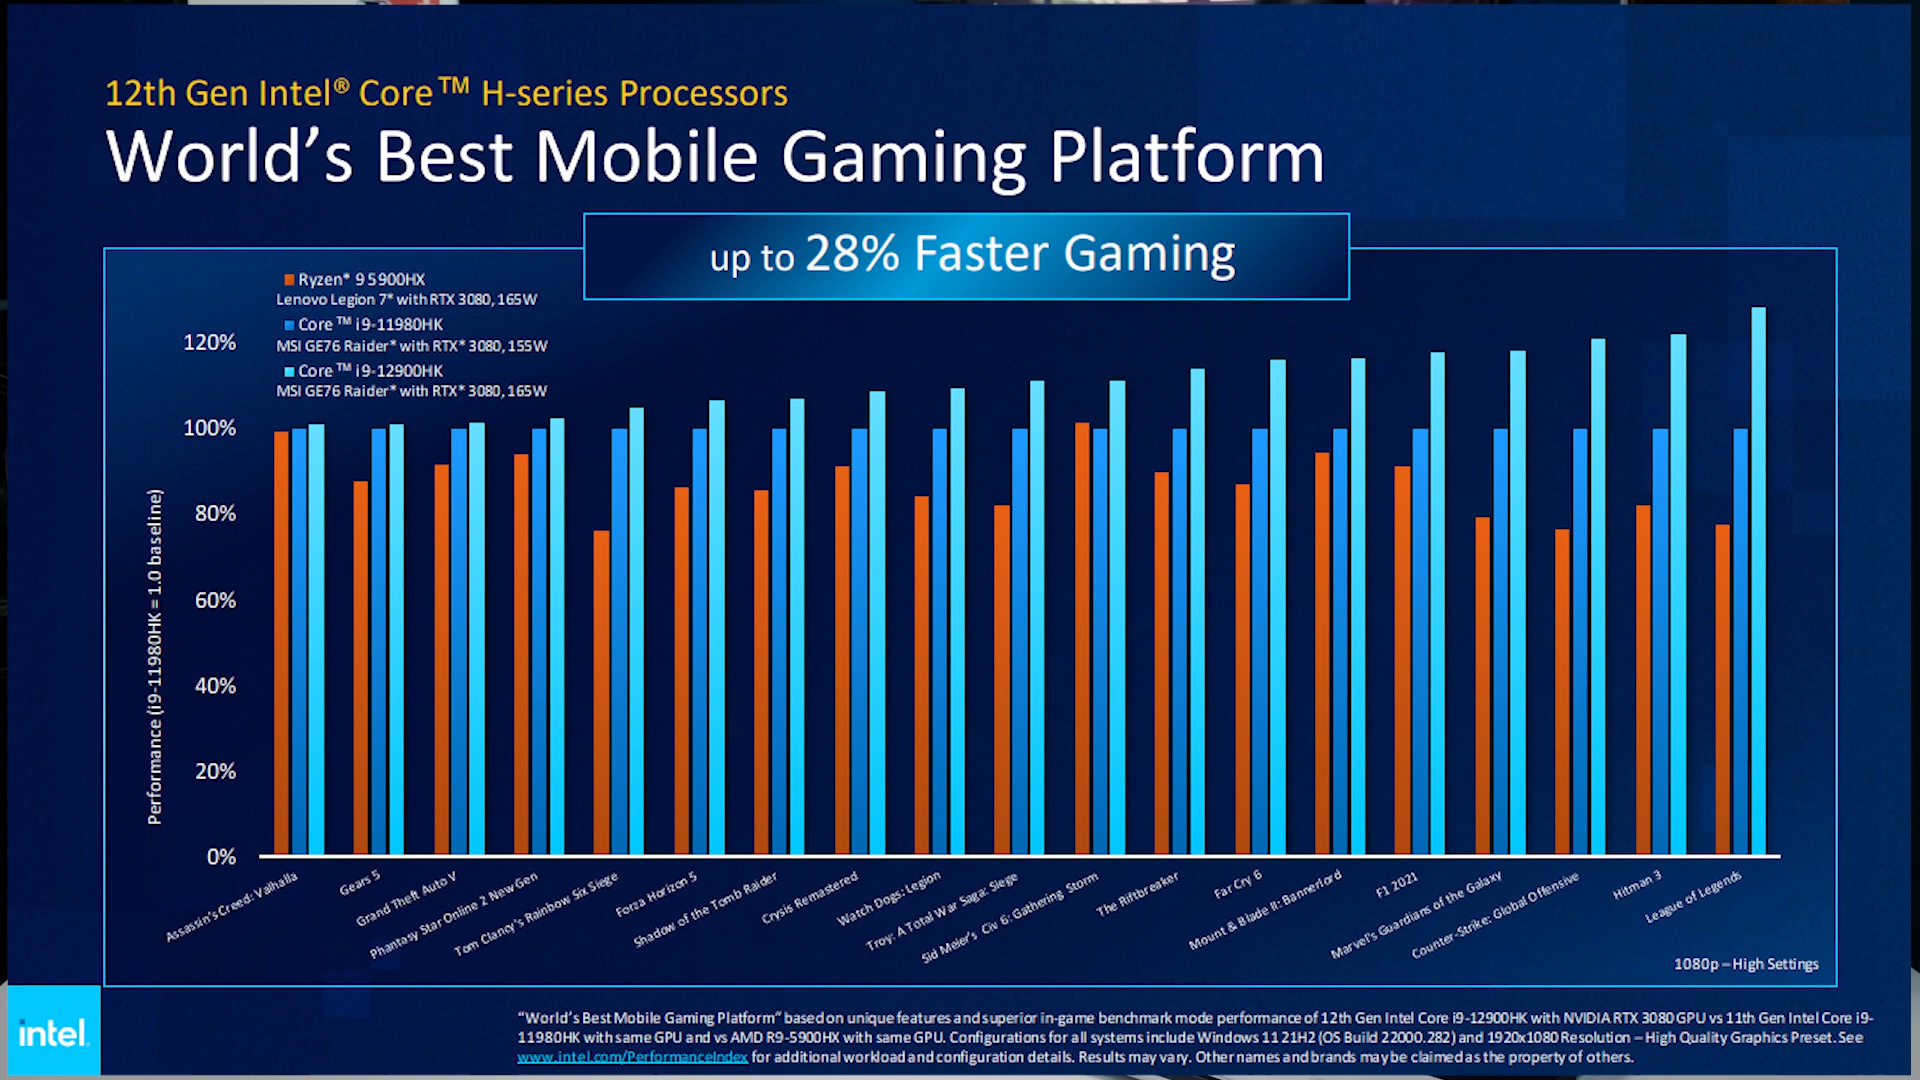 12th Gen Intel® Core™ H-series Processors
World’s Best Mobile Gaming Platform
up to 28% Faster Gaming
Ryzen* 9 5900HX
Lenovo Legion 7* with RTX 3080, 165W
Core™ i9-11980HK
MSI GE76 Raider* with RTX* 3080, 155W
Core™ i9-12900HK
MSI GE76 Raider* with RTX* 3080, 165W
Performance (i9-11980HK = 1.0 baseline)
120%
100%
80%
60%
40%
20%
0%
Assassin's Creed: Valhalla
Gears 5
Grand Theft Auto V
Phantasy Star Online 2 New Gen
Tom Clancy's Rainbow Six Siege
Forza Horizon 5
Shadow of the Tomb Raider
Crysis Remastered
Watch Dogs: Legion
Troy: A Total War Saga: Siege
Sid Meier's Civ 6: Gathering Storm
The Riftbreaker
Far Cry 6
Mount & Blade II: Bannerlord
F1 2021
Marvel's Guardians of the Galaxy
Counter-Strike: Global Offensive
Hitman 3
League of Legends
1080p – High Settings
intel.
“World’s Best Mobile Gaming Platform” based on unique features and superior in-game benchmark mode performance of 12th Gen Intel Core i9-12900HK with NVIDIA RTX 3080 GPU vs 11th Gen Intel Core i9-
11980HK with same GPU and vs AMD R9-5900HX with same GPU. Configurations for all systems include Windows 11 21H2 (OS Build 22000.282) and 1920x1080 Resolution – High Quality Graphics Preset. See
www.intel.com/PerformanceIndex for additional workload and configuration details. Results may vary. Other names and brands may be claimed as the property of others.